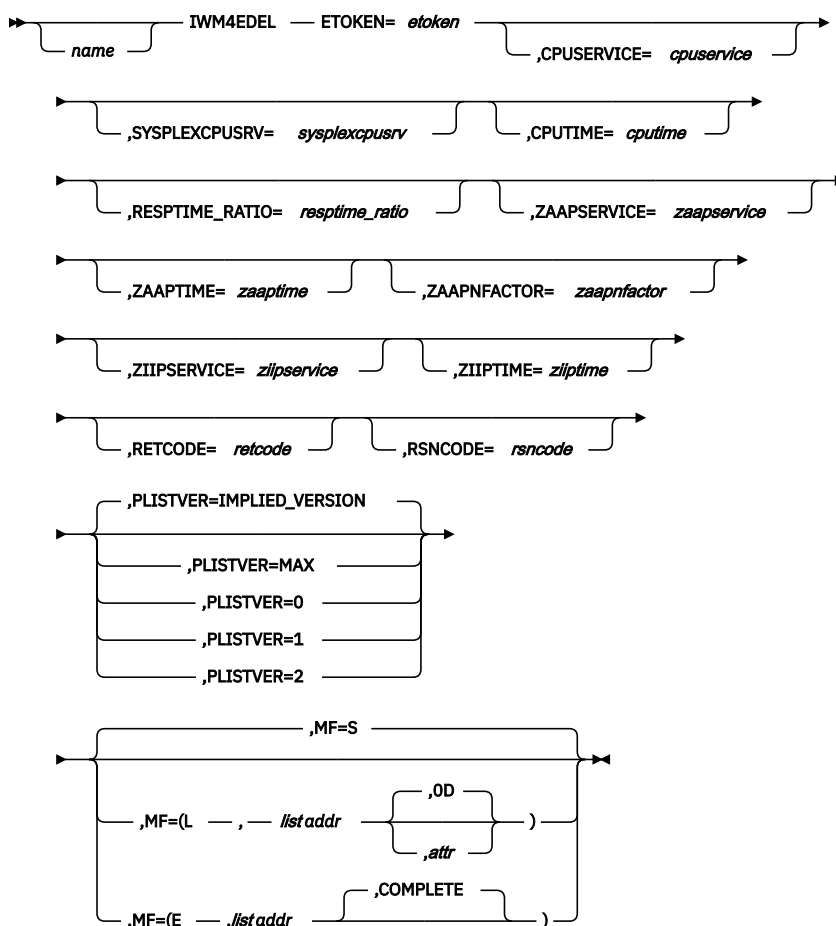 IWM4EDEL ETOKEN= etoken
name ,CPUSERVICE= cpuservice
,SYSPLEXCPUSRV= sysplexcpusrv ,CPUTIME= cputime
,RESPTIME_RATIO= resptime_ratio ,ZAAPSERVICE= zaapservice
,ZAAPTIME= zaaptime ,ZAAPNFACTOR= zaapnfactor
,ZIIPSERVICE= ziipservice ,ZIIPTIME= ziiptime
,RETCODE= retcode ,RSNCODE= rsncode
,PLISTVER=IMPLIED_VERSION
,PLISTVER=MAX
,PLISTVER=0
,PLISTVER=1
,PLISTVER=2
,MF=S
,0D
,MF=(L , list addr )
,attr
,COMPLETE
,MF=(E ,list addr )